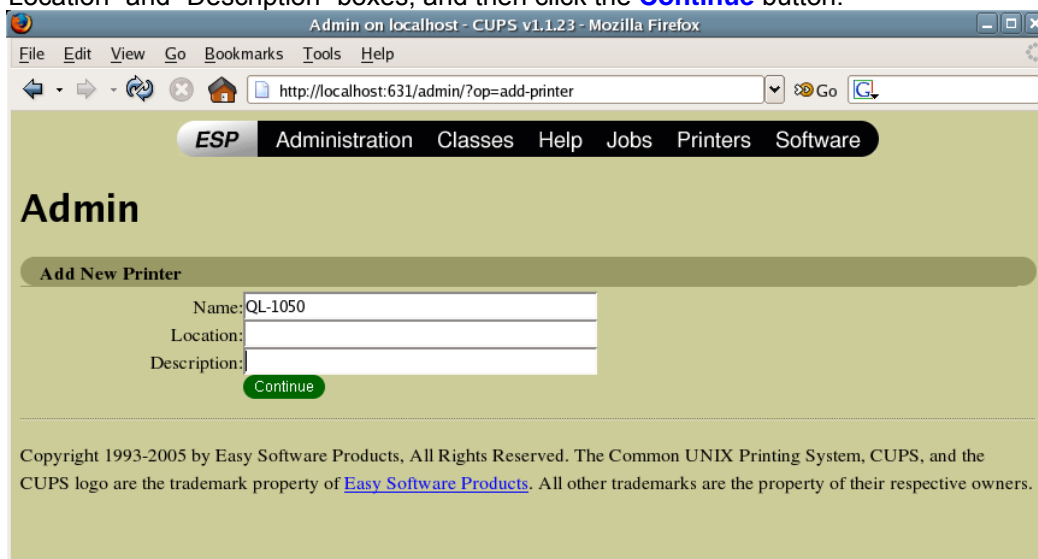 Location" and "Description" boxes, and then click the Continue button.
Admin on localhost - CUPS v1.1.23 - Mozilla Firefox
File Edit View Go Bookmarks Tools Help
http://localhost:631/admin/?op=add-printer Go G
ESP Administration Classes Help Jobs Printers Software
Admin
Add New Printer
Name: QL-1050
Location:
Description:
Continue
Copyright 1993-2005 by Easy Software Products, All Rights Reserved. The Common UNIX Printing System, CUPS, and the
CUPS logo are the trademark property of Easy Software Products. All other trademarks are the property of their respective owners.